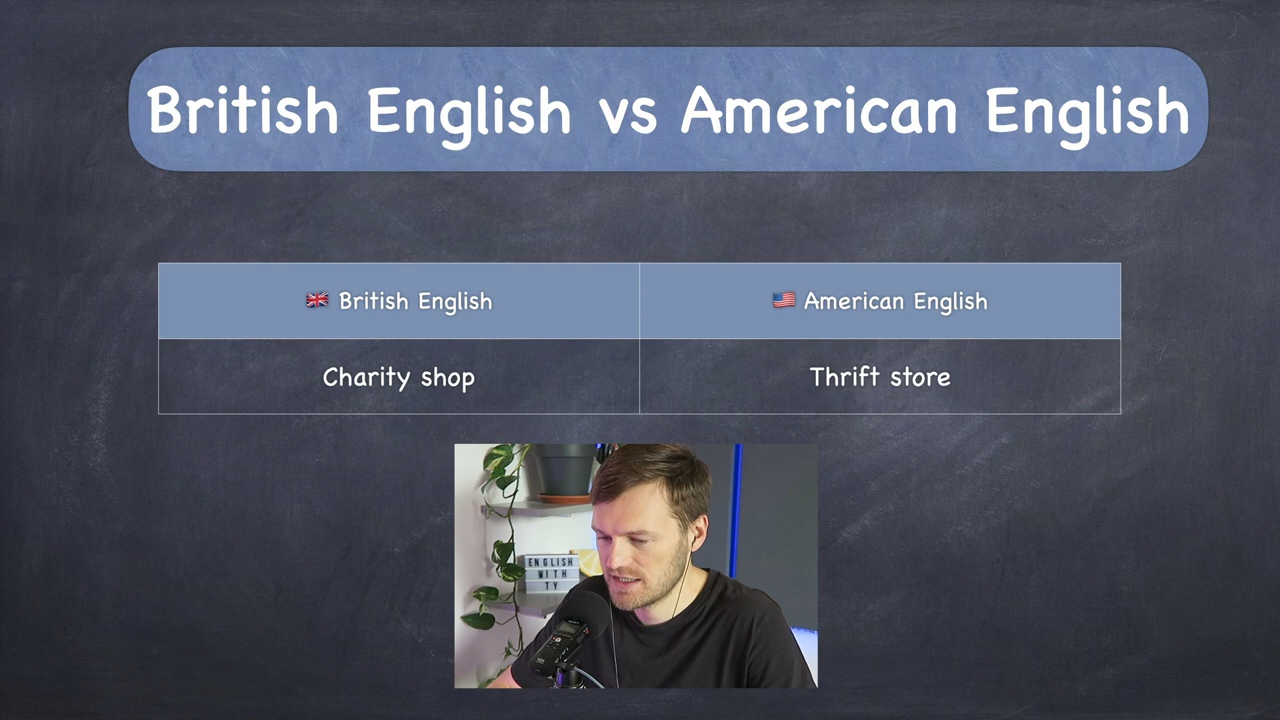 British English vs American English
🇬🇧 British English
🇺🇸 American English
Charity shop
Thrift store
ENGLISH
WITH
TY